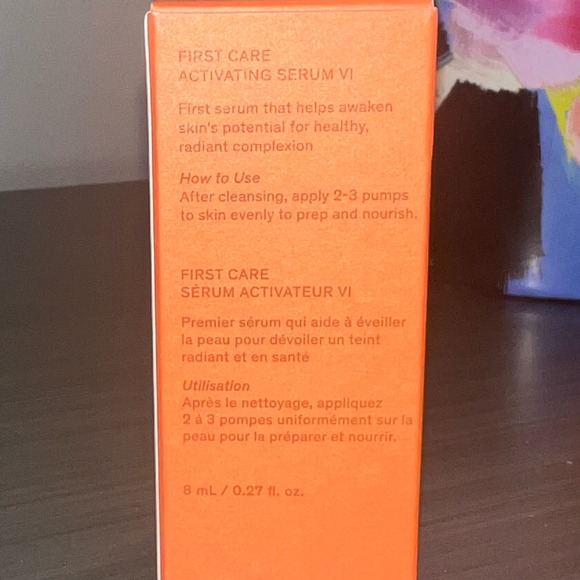 FIRST CARE
ACTIVATING SERUM VI
First serum that helps awaken
skin's potential for healthy,
radiant complexion
How to Use
After cleansing, apply 2-3 pumps
to skin evenly to prep and nourish.
FIRST CARE
SÉRUM ACTIVATEUR VI
Premier sérum qui aide à éveiller
la peau pour dévoiler un teint
radiant et en santé
Utilisation
Après le nettoyage, appliquez
2 à 3 pompes uniformément sur la
peau pour la préparer et nourrir.
8 mL / 0.27 fl. oz.